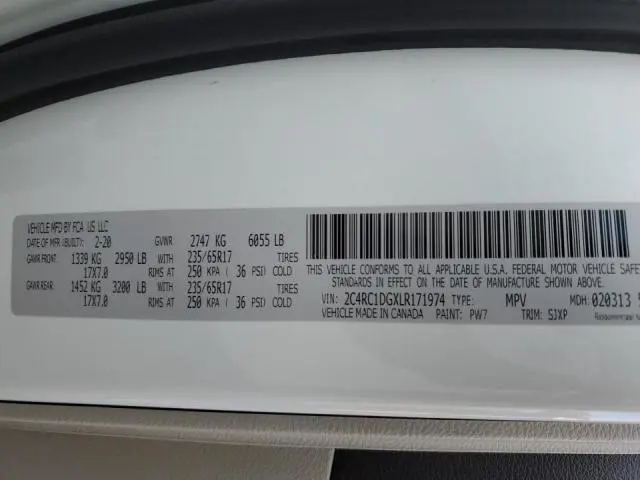 VEHICLE MFD BY FCA US LLC
DATE OF MFR (BUILT): 2-20 GVWR 2747 KG 6055 LB
GAWR FRONT: 1339 KG 2950 LB WITH 235/65R17 TIRES
17X7.0 RIMS AT 250 KPA ( 36 PSI) COLD
GAWR REAR: 1452 KG 3200 LB WITH 235/65R17 TIRES
17X7.0 RIMS AT 250 KPA ( 36 PSI) COLD
THIS VEHICLE CONFORMS TO ALL APPLICABLE U.S.A. FEDERAL MOTOR VEHICLE SAFE
STANDARDS IN EFFECT ON THE DATE OF MANUFACTURE SHOWN ABOVE.
VIN: 2C4RC1DGXLR171974 TYPE: MPV MDH: 020313
VEHICLE MADE IN CANADA PAINT: PW7 TRIM: SJXP